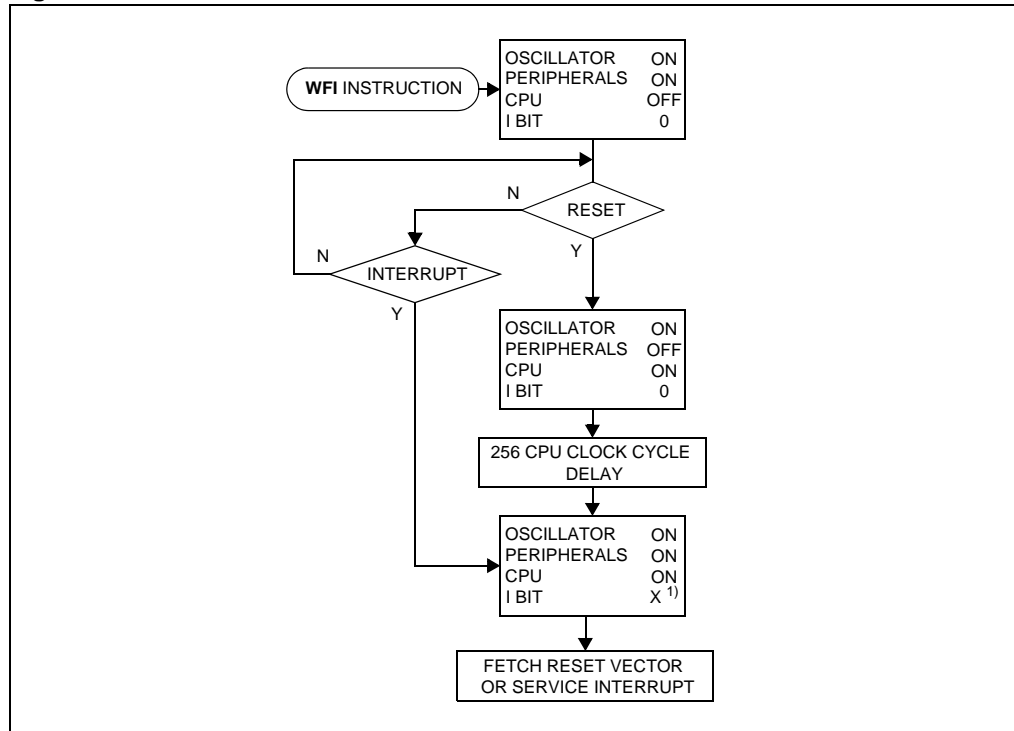 WFI INSTRUCTION
OSCILLATOR ON
PERIPHERALS ON
CPU OFF
I BIT 0
N
RESET
Y
N
INTERRUPT
Y
OSCILLATOR ON
PERIPHERALS OFF
CPU ON
I BIT 0
256 CPU CLOCK CYCLE
DELAY
OSCILLATOR ON
PERIPHERALS ON
CPU ON
I BIT X 1)
FETCH RESET VECTOR
OR SERVICE INTERRUPT